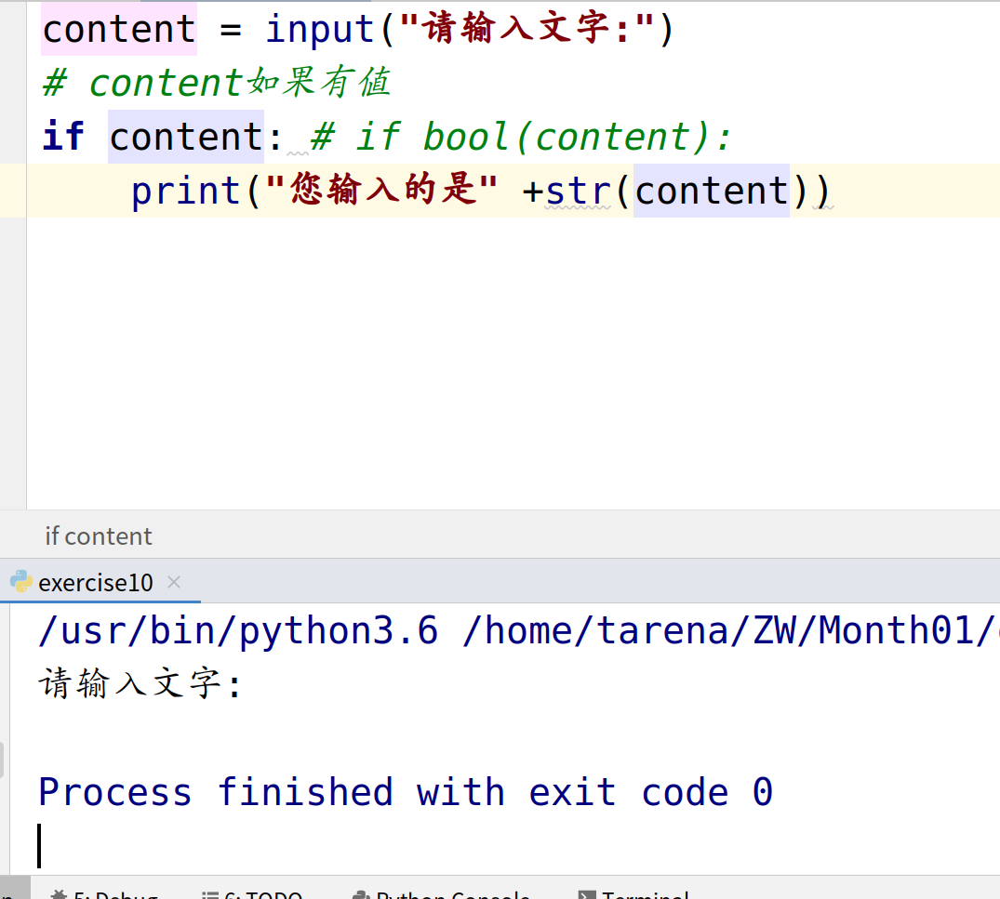 content = input("请输入文字:")
# content如果有值
if content: # if bool(content):
print("您输入的是" +str(content))
if content
exercise10 ×
/usr/bin/python3.6 /home/tarena/ZW/Month01/
请输入文字:
Process finished with exit code 0
5: Debug 6: TODO Python Console Terminal